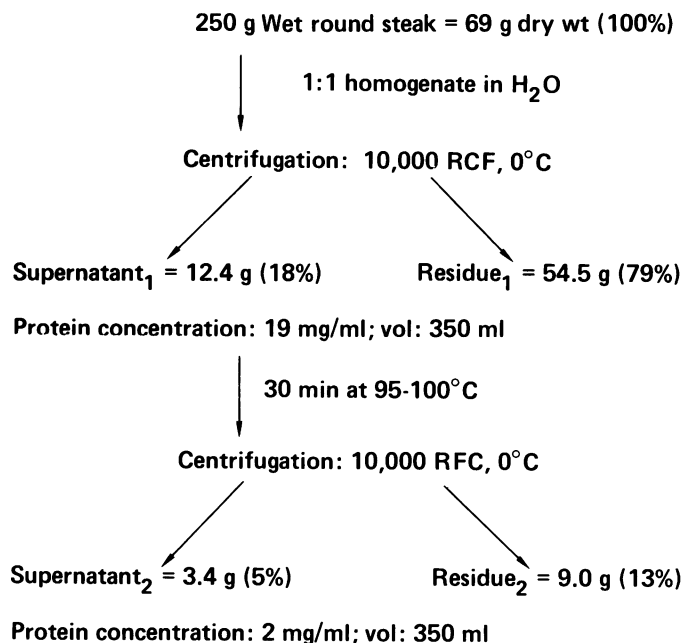 250 g Wet round steak = 69 g dry wt (100%)
1:1 homogenate in H₂O
Centrifugation: 10,000 RCF, 0°C
Supernatant₁ = 12.4 g (18%) Residue₁ = 54.5 g (79%)
Protein concentration: 19 mg/ml; vol: 350 ml
30 min at 95-100°C
Centrifugation: 10,000 RFC, 0°C
Supernatant₂ = 3.4 g (5%) Residue₂ = 9.0 g (13%)
Protein concentration: 2 mg/ml; vol: 350 ml